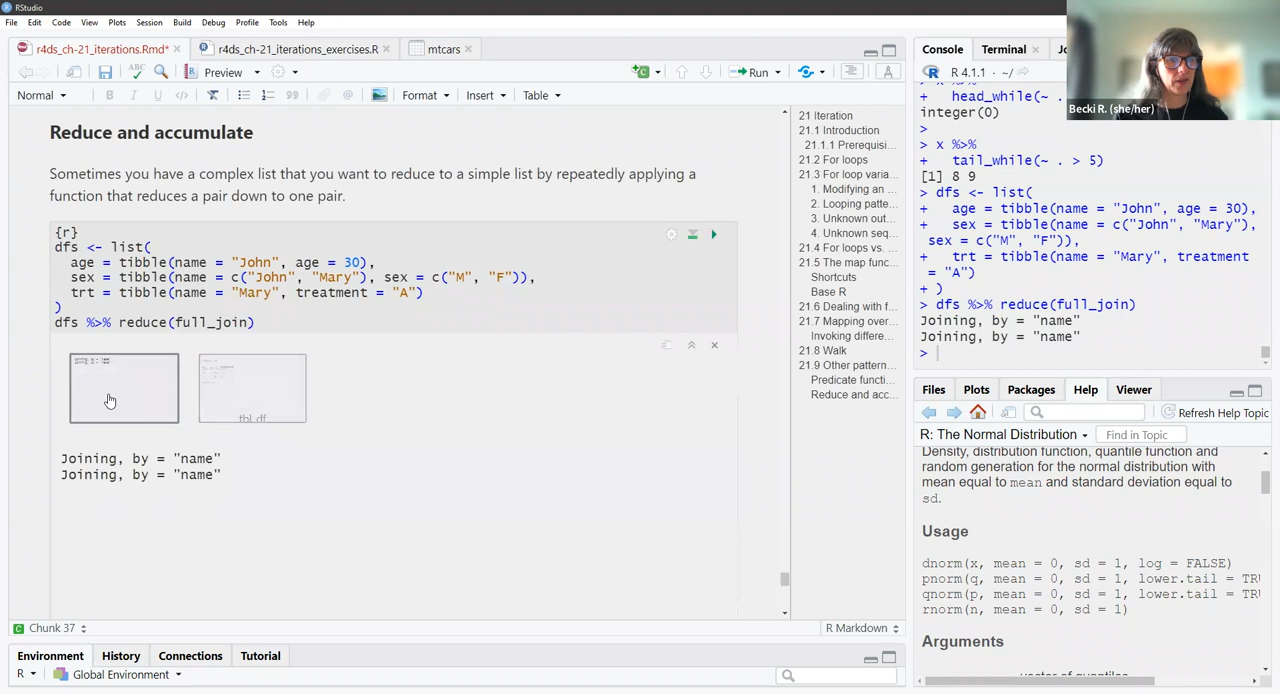 RStudio
File Edit Code View Plots Session Build Debug Profile Tools Help
r4ds_ch-21_iterations.Rmd* r4ds_ch-21_iterations_exercises.R mtcars
ABC Preview Run
Normal B I U </> Format Insert Table
Reduce and accumulate
Sometimes you have a complex list that you want to reduce to a simple list by repeatedly applying a
function that reduces a pair down to one pair.
{r}
dfs <- list(
age = tibble(name = "John", age = 30),
sex = tibble(name = c("John", "Mary"), sex = c("M", "F")),
trt = tibble(name = "Mary", treatment = "A")
)
dfs %>% reduce(full_join)
tbl_df
Joining, by = "name"
Joining, by = "name"
Chunk 37 R Markdown
Environment History Connections Tutorial
R Global Environment
21 Iteration
21.1 Introduction
21.1.1 Prerequisi...
21.2 For loops
21.3 For loop varia...
1. Modifying an ...
2. Looping patte...
3. Unknown out...
4. Unknown seq...
21.4 For loops vs. ...
21.5 The map func...
Shortcuts
Base R
21.6 Dealing with f...
21.7 Mapping over...
Invoking differe...
21.8 Walk
21.9 Other pattern...
Predicate functi...
Reduce and acc...
Console Terminal
R 4.1.1 · ~/
Becki R. (she/her)
+ head_while(~ .
integer(0)
>
> x %>%
+ tail_while(~ . > 5)
[1] 8 9
> dfs <- list(
+ age = tibble(name = "John", age = 30),
+ sex = tibble(name = c("John", "Mary"),
sex = c("M", "F")),
+ trt = tibble(name = "Mary", treatment
= "A")
+ )
> dfs %>% reduce(full_join)
Joining, by = "name"
Joining, by = "name"
>
Files Plots Packages Help Viewer
Refresh Help Topic
R: The Normal Distribution Find in Topic
Density, distribution function, quantile function and
random generation for the normal distribution with
mean equal to mean and standard deviation equal to
sd.
Usage
dnorm(x, mean = 0, sd = 1, log = FALSE)
pnorm(q, mean = 0, sd = 1, lower.tail = TRU
qnorm(p, mean = 0, sd = 1, lower.tail = TRU
rnorm(n, mean = 0, sd = 1)
Arguments
vector of quantiles